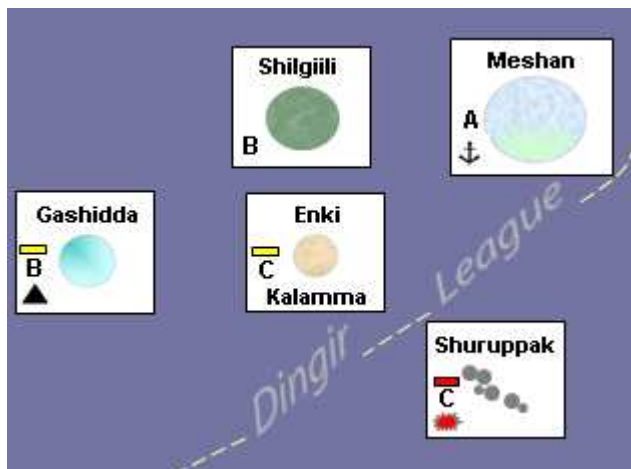 Shilgiili
B
Meshan
A
Gashidda
B
Enki
C
Kalamma
Dingir League
Shuruppak
C